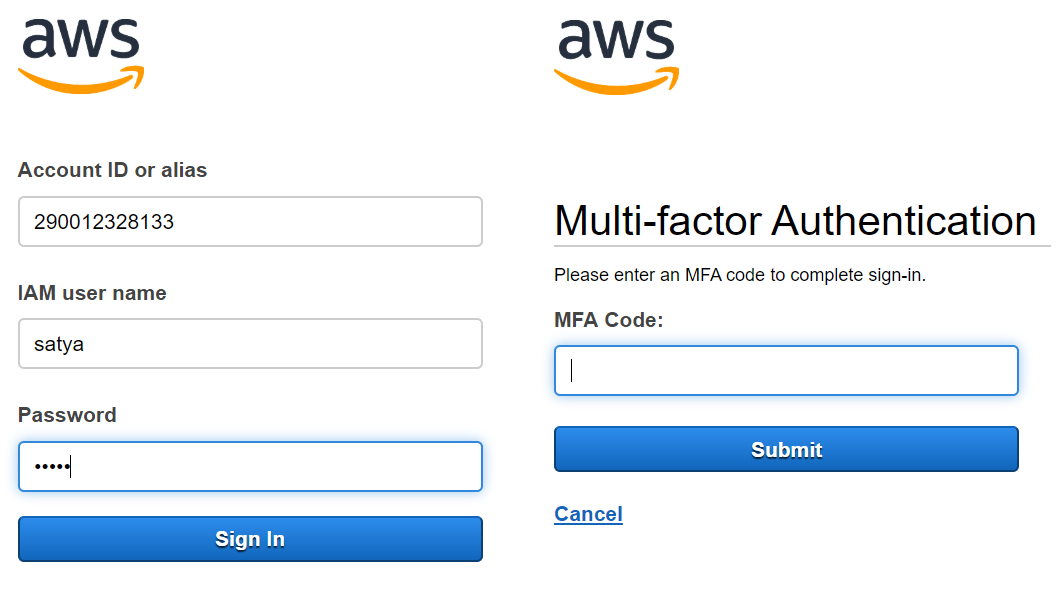 aws
Account ID or alias
290012328133
IAM user name
satya
Password
•••••
Sign In
aws
Multi-factor Authentication
Please enter an MFA code to complete sign-in.
MFA Code:
Submit
Cancel